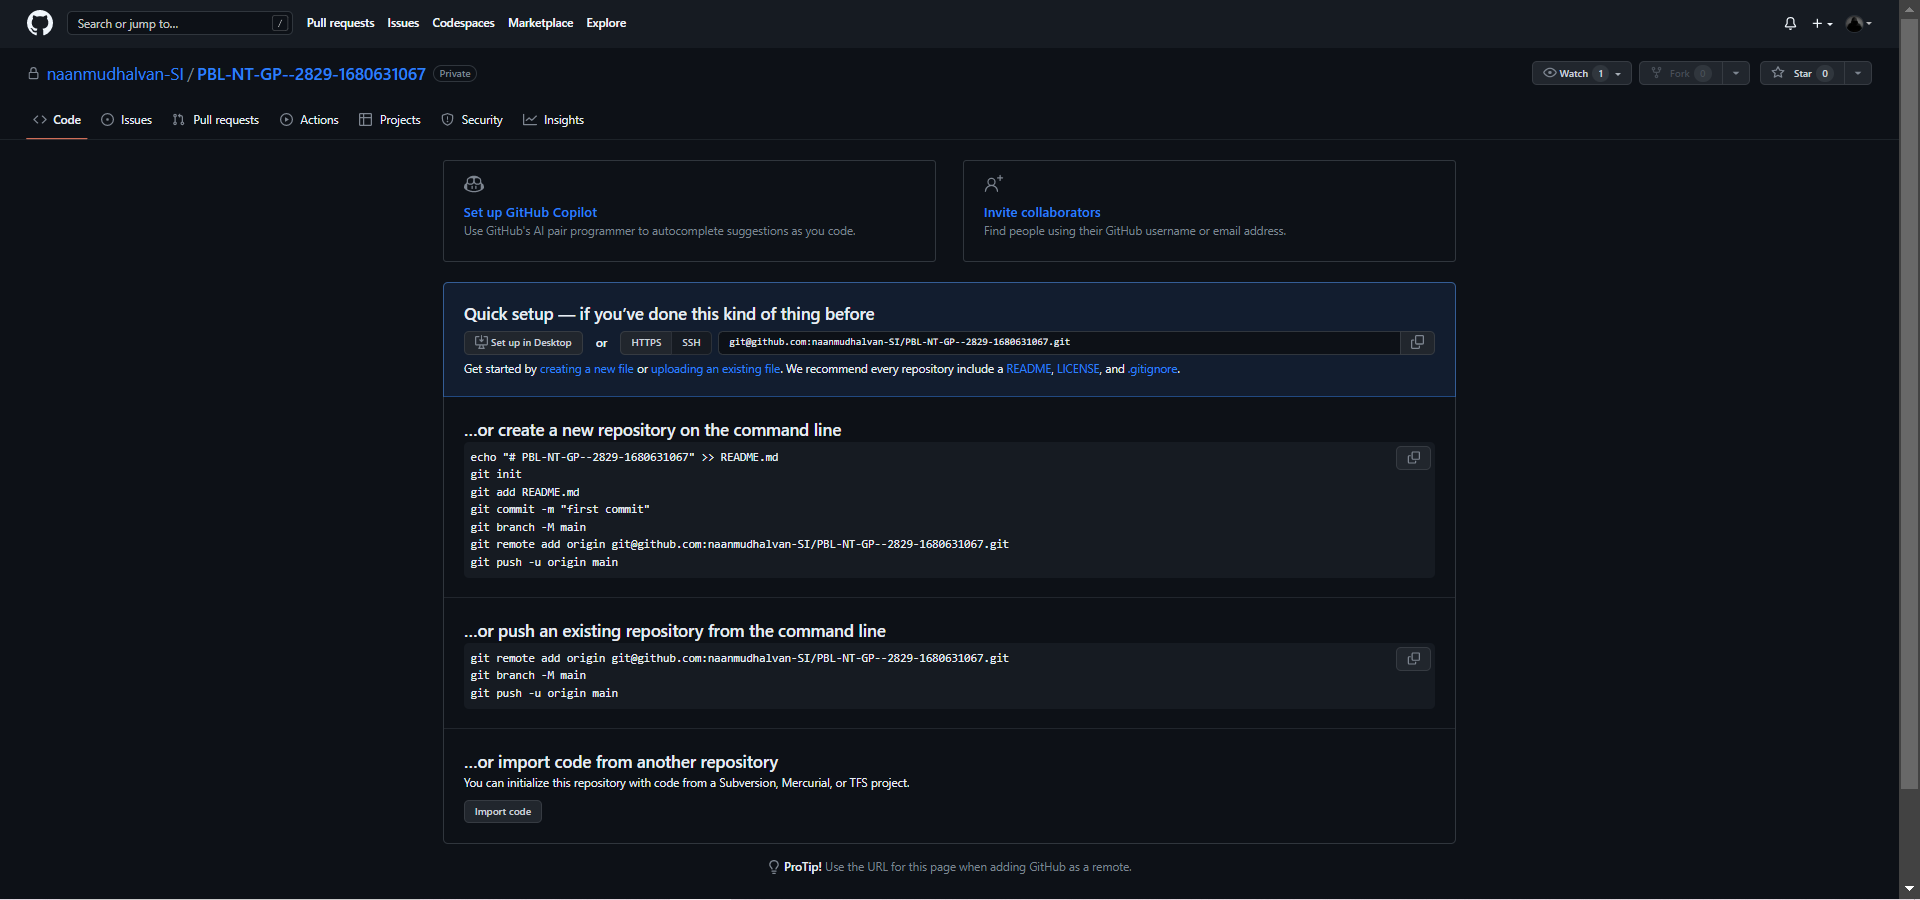 Search or jump to... /
Pull requests Issues Codespaces Marketplace Explore
naanmudhalvan-SI / PBL-NT-GP--2829-1680631067 Private
Watch 1 Fork 0 Star 0
Code Issues Pull requests Actions Projects Security Insights
Set up GitHub Copilot
Use GitHub's AI pair programmer to autocomplete suggestions as you code.
Invite collaborators
Find people using their GitHub username or email address.
Quick setup — if you’ve done this kind of thing before
Set up in Desktop or HTTPS SSH git@github.com:naanmudhalvan-SI/PBL-NT-GP--2829-1680631067.git
Get started by creating a new file or uploading an existing file. We recommend every repository include a README, LICENSE, and .gitignore.
…or create a new repository on the command line
echo "# PBL-NT-GP--2829-1680631067" >> README.md
git init
git add README.md
git commit -m "first commit"
git branch -M main
git remote add origin git@github.com:naanmudhalvan-SI/PBL-NT-GP--2829-1680631067.git
git push -u origin main
…or push an existing repository from the command line
git remote add origin git@github.com:naanmudhalvan-SI/PBL-NT-GP--2829-1680631067.git
git branch -M main
git push -u origin main
…or import code from another repository
You can initialize this repository with code from a Subversion, Mercurial, or TFS project.
Import code
ProTip! Use the URL for this page when adding GitHub as a remote.